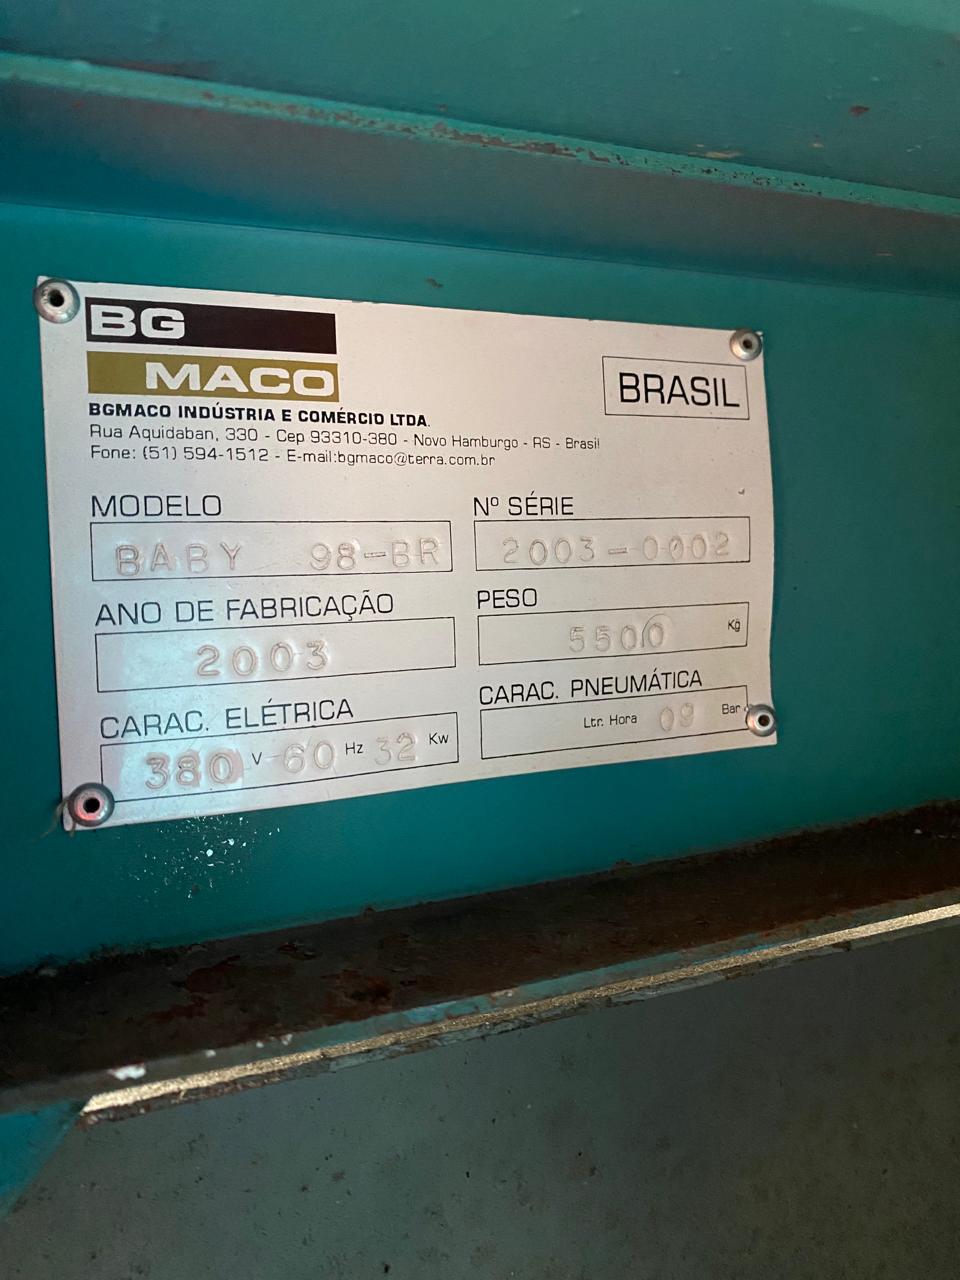 BG
MACO
BRASIL
BGMACO INDÚSTRIA E COMÉRCIO LTDA.
Rua Aquidaban, 330 - Cep 93310-380 - Novo Hamburgo - RS - Brasil
Fone: (51) 594-1512 - E-mail:bgmaco@terra.com.br
MODELO
BABY 98-BR
Nº SÉRIE
2003-0002
ANO DE FABRICAÇÃO
2003
PESO
5500 Kg
CARAC. ELÉTRICA
380 V 60 Hz 32 Kw
CARAC. PNEUMÁTICA
Ltr. Hora Bar